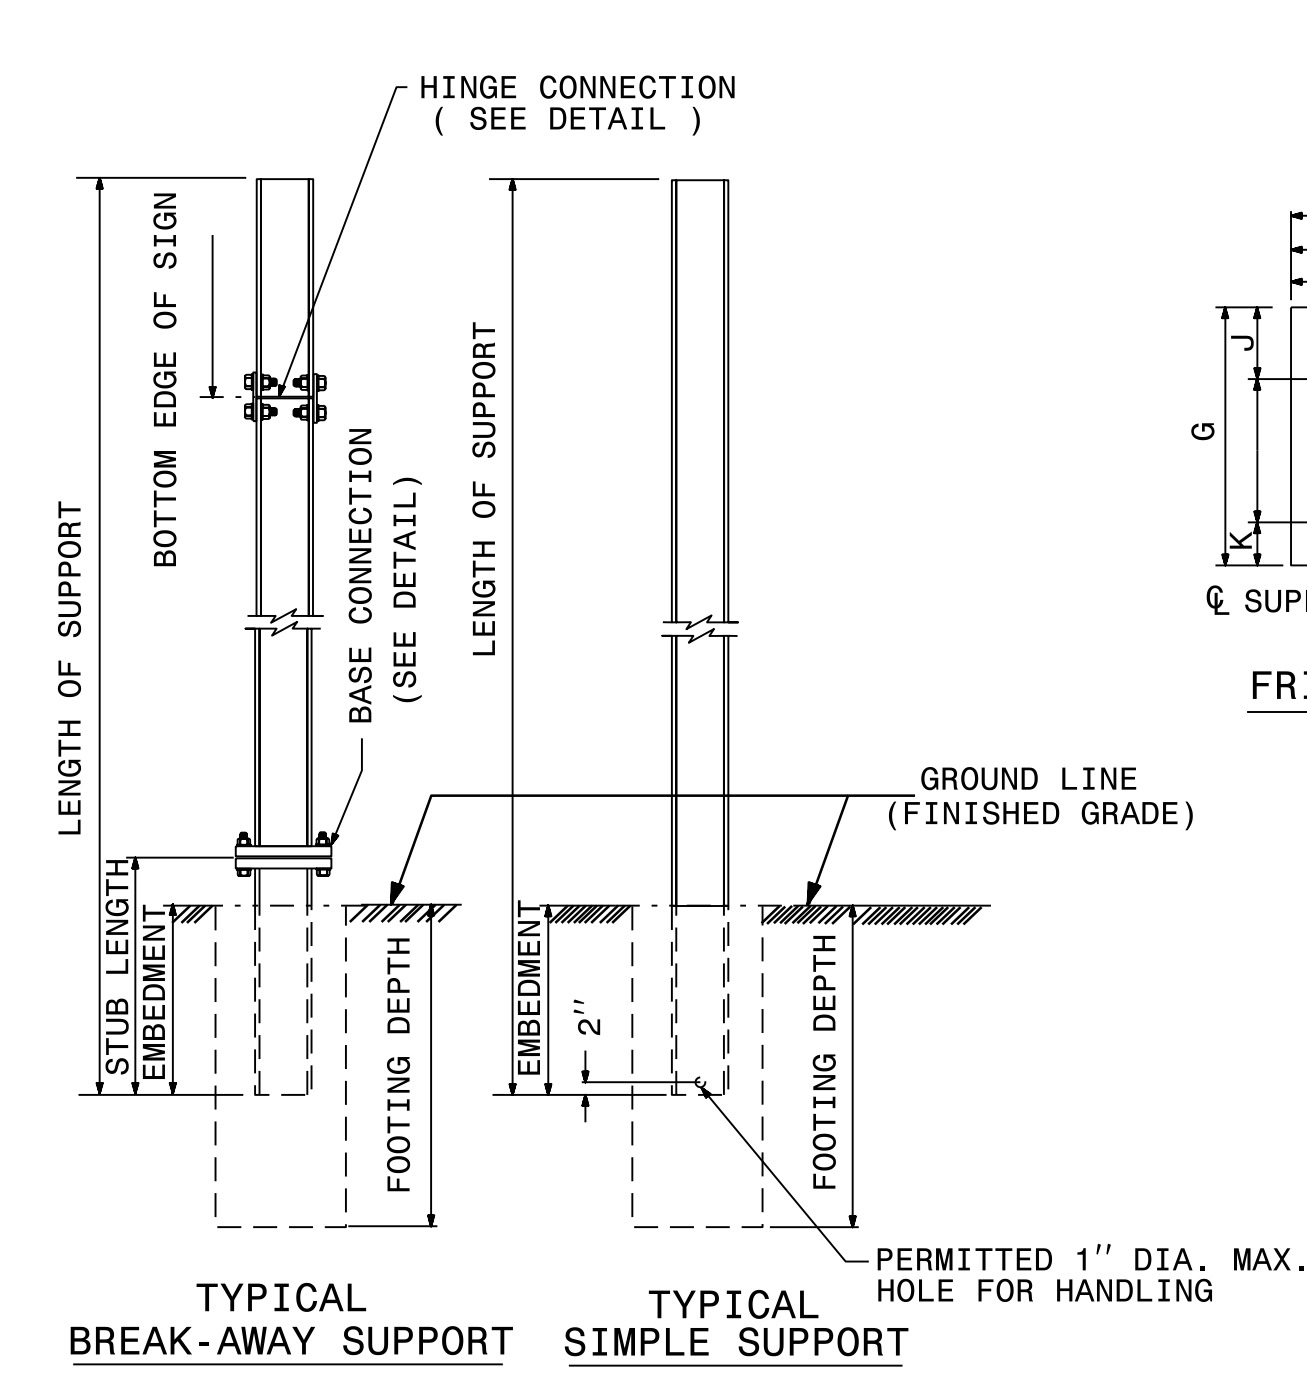 HINGE CONNECTION
( SEE DETAIL )
BOTTOM EDGE OF SIGN
LENGTH OF SUPPORT
BASE CONNECTION
(SEE DETAIL)
STUB LENGTH
EMBEDMENT
FOOTING DEPTH
TYPICAL
BREAK-AWAY SUPPORT
LENGTH OF SUPPORT
GROUND LINE
(FINISHED GRADE)
EMBEDMENT
2"
FOOTING DEPTH
PERMITTED 1" DIA. MAX.
HOLE FOR HANDLING
TYPICAL
SIMPLE SUPPORT
J
G
K
℄